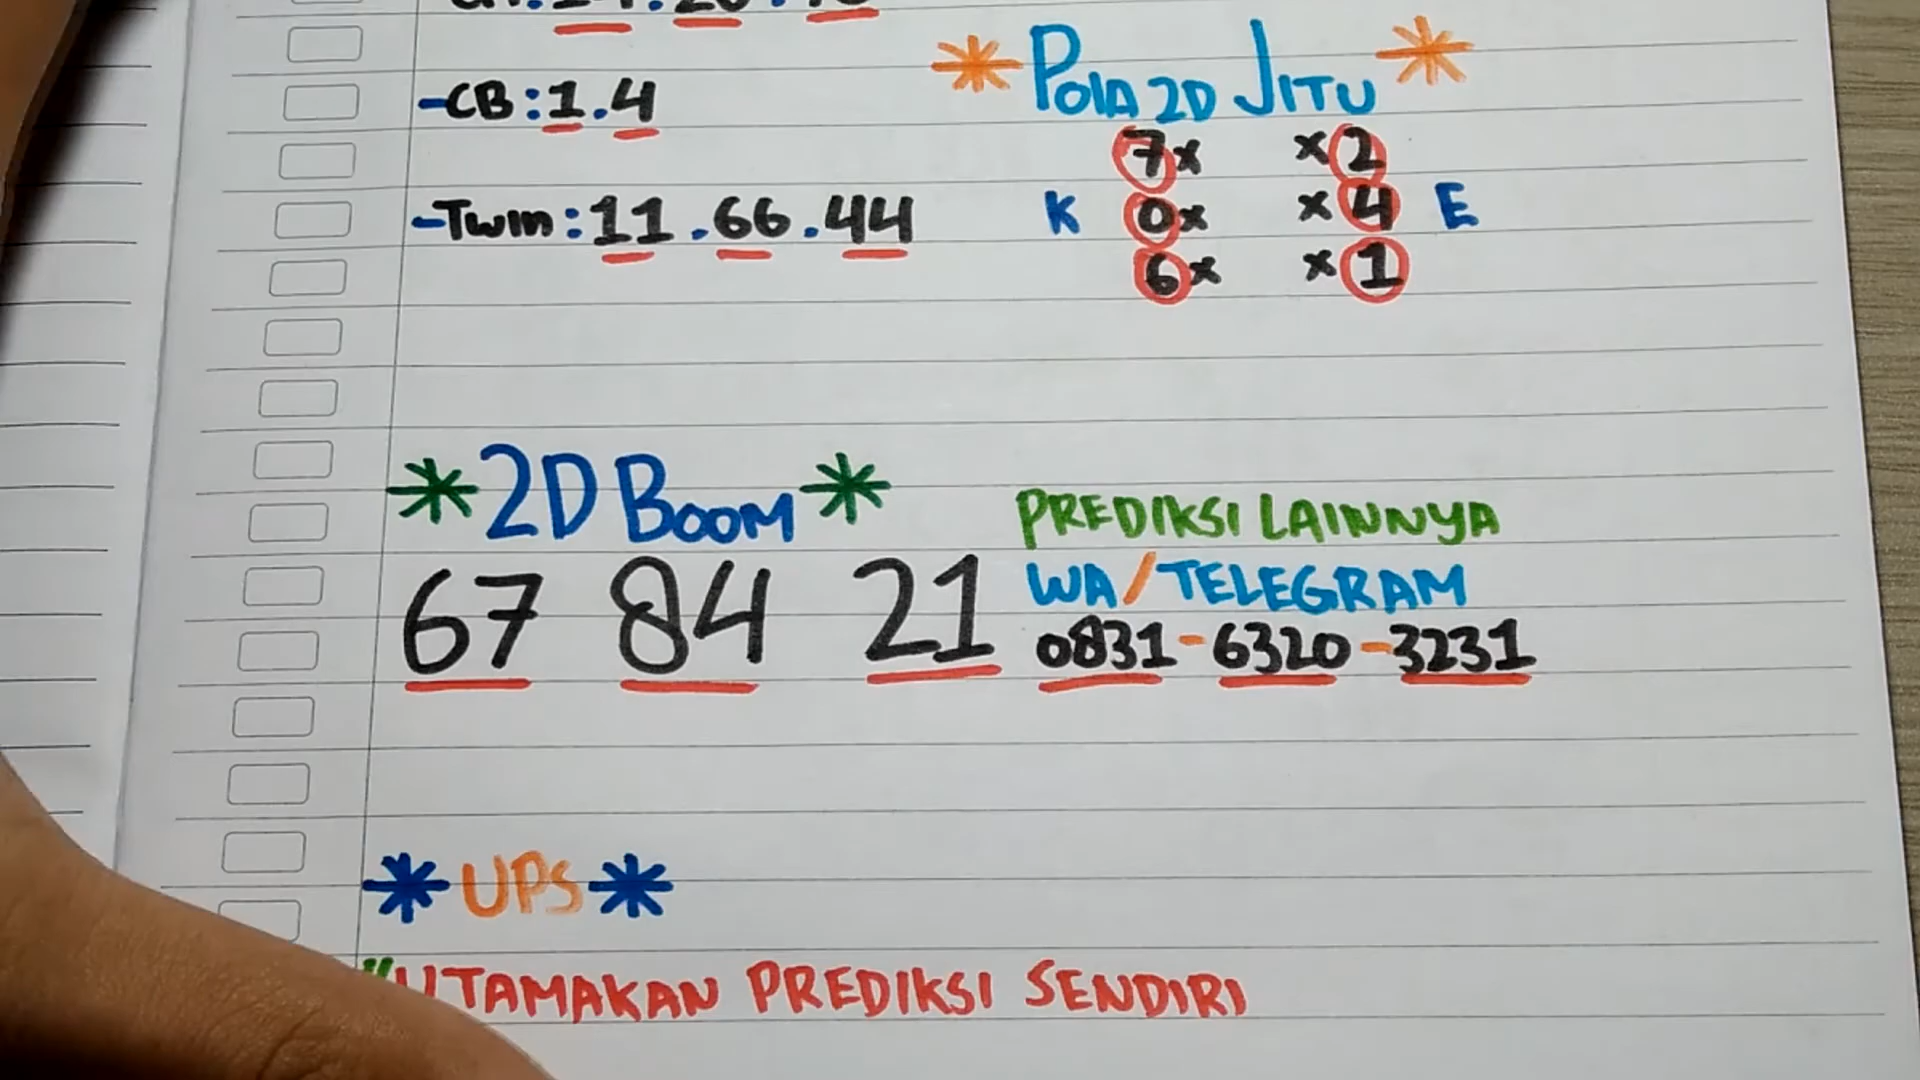 -CB:1.4
-Twin:11.66.44
*Pola 2D JITU*
7x x2
K 0x x4 E
6x x1
*2D BOOM*
67 84 21
PREDIKSI LAINNYA
WA/TELEGRAM
0831-6320-3231
*UPS*
"UTAMAKAN PREDIKSI SENDIRI